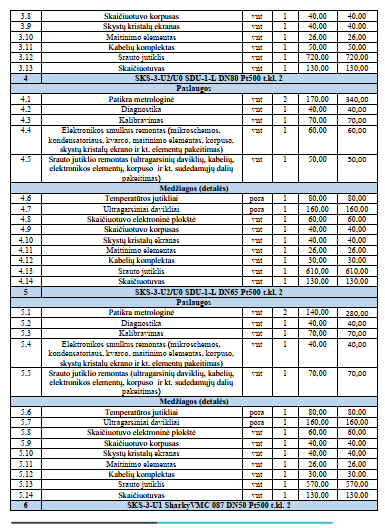 3.8 Skaičiuotuvo korpusas vnt 1 40,00 40,00
3.9 Skystų kristalų ekranas vnt 1 40,00 40,00
3.10 Maitinimo elementas vnt 1 26,00 26,00
3.11 Kabelių komplektas vnt 1 50,00 50,00
3.12 Srauto jutiklis vnt 1 720,00 720,00
3.13 Skaičiuotuvas vnt 1 130,00 130,00
4 SKS-3-U2/U0 SDU-1-L DN80 Pt500 t.kl. 2
Paslaugos
4.1 Patikra metrologinė vnt 2 170,00 340,00
4.2 Diagnostika vnt 1 40,00 40,00
4.3 Kalibravimas vnt 1 70,00 70,00
4.4 Elektronikos smulkus remontas (mikroschemos, vnt 1 60,00 60,00
kondensatoriaus, kvarco, maitinimo elementas, korpuso,
skystų kristalų ekrano ir kt. elementų pakeitimas)
4.5 Srauto jutiklio remontas (ultragarsinių daviklių, kabelių, vnt 1 50,00 50,00
elektronikos elementų, korpuso ir kt. sudedamųjų dalių
pakeitimas)
Medžiagos (detalės)
4.6 Temperatūros jutikliai pora 1 80,00 80,00
4.7 Ultragarsiniai davikliai pora 1 160,00 160,00
4.8 Skaičiuotuvo elektroninė plokštė vnt 1 60,00 60,00
4.9 Skaičiuotuvo korpusas vnt 1 40,00 40,00
4.10 Skystų kristalų ekranas vnt 1 40,00 40,00
4.11 Maitinimo elementas vnt 1 26,00 26,00
4.12 Kabelių komplektas vnt 1 30,00 30,00
4.13 Srauto jutiklis vnt 1 610,00 610,00
4.14 Skaičiuotuvas vnt 1 130,00 130,00
5 SKS-3-U2/U0 SDU-1-L DN65 Pt500 t.kl. 2
Paslaugos
5.1 Patikra metrologinė vnt 2 140,00 280,00
5.2 Diagnostika vnt 1 40,00 40,00
5.3 Kalibravimas vnt 1 70,00 70,00
5.4 Elektronikos smulkus remontas (mikroschemos, vnt 1 40,00 40,00
kondensatoriaus, kvarco, maitinimo elementas, korpuso,
skystų kristalų ekrano ir kt. elementų pakeitimas)
5.5 Srauto jutiklio remontas (ultragarsinių daviklių, kabelių, vnt 1 70,00 70,00
elektronikos elementų, korpuso ir kt. sudedamųjų dalių
pakeitimas)
Medžiagos (detalės)
5.6 Temperatūros jutikliai pora 1 80,00 80,00
5.7 Ultragarsiniai davikliai pora 1 160,00 160,00
5.8 Skaičiuotuvo elektroninė plokštė vnt 1 60,00 60,00
5.9 Skaičiuotuvo korpusas vnt 1 40,00 40,00
5.10 Skystų kristalų ekranas vnt 1 40,00 40,00
5.11 Maitinimo elementas vnt 1 26,00 26,00
5.12 Kabelių komplektas vnt 1 30,00 30,00
5.13 Srauto jutiklis vnt 1 570,00 570,00
5.14 Skaičiuotuvas vnt 1 130,00 130,00
6 SKS-3-U1 SharkyVMC 087 DN50 Pt500 t.kl. 2